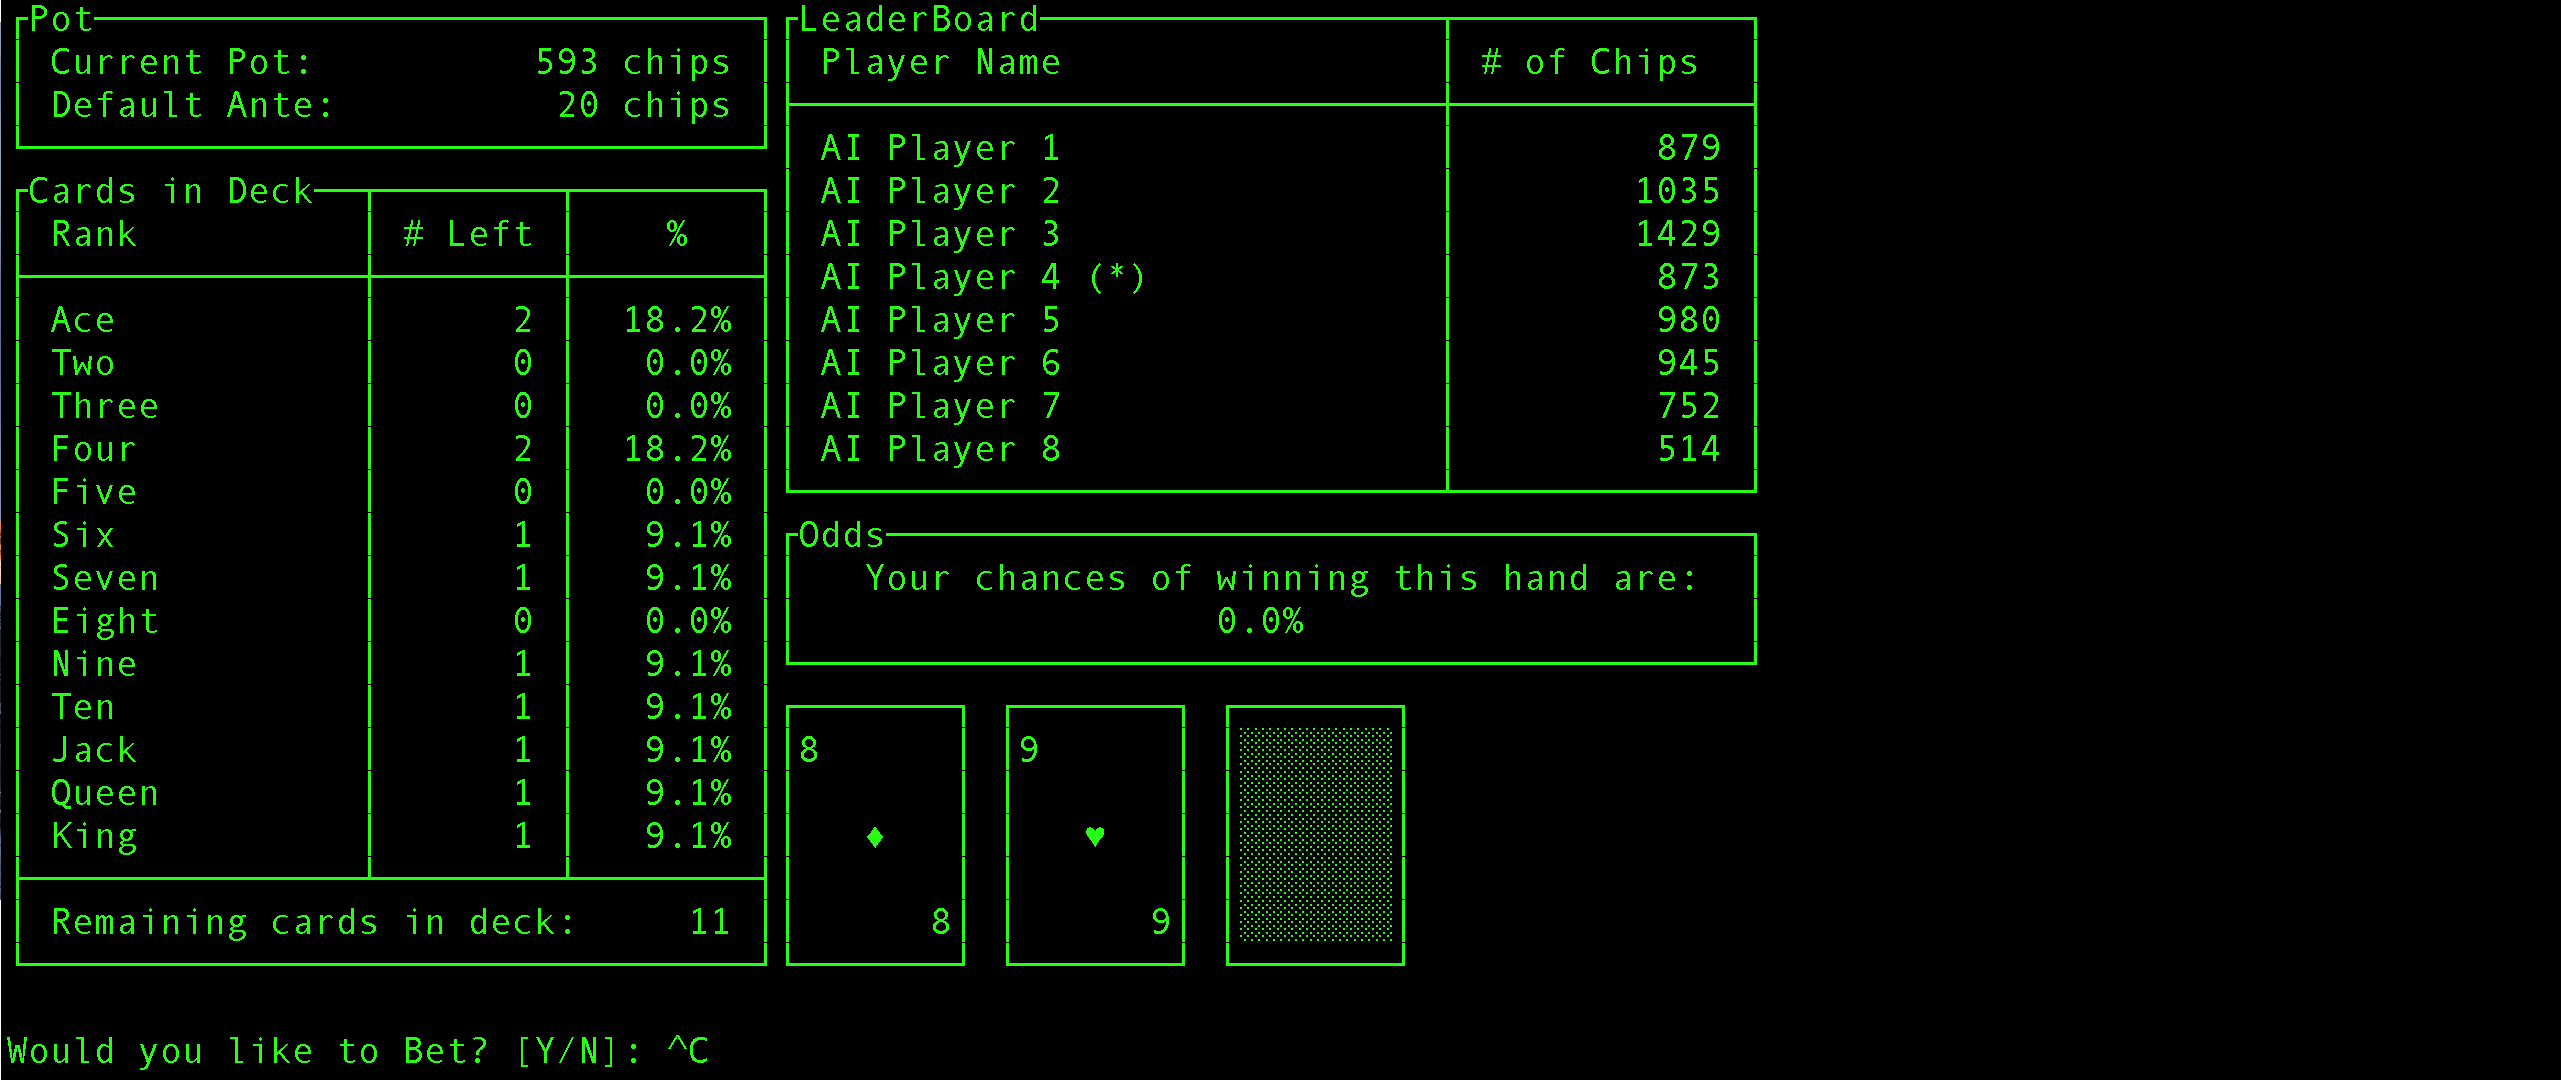 Pot
Current Pot: 593 chips
Default Ante: 20 chips
Cards in Deck
Rank # Left %
Ace 2 18.2%
Two 0 0.0%
Three 0 0.0%
Four 2 18.2%
Five 0 0.0%
Six 1 9.1%
Seven 1 9.1%
Eight 0 0.0%
Nine 1 9.1%
Ten 1 9.1%
Jack 1 9.1%
Queen 1 9.1%
King 1 9.1%
Remaining cards in deck: 11
LeaderBoard
Player Name # of Chips
AI Player 1 879
AI Player 2 1035
AI Player 3 1429
AI Player 4 (*) 873
AI Player 5 980
AI Player 6 945
AI Player 7 752
AI Player 8 514
Odds
Your chances of winning this hand are:
0.0%
8 9
♦ ♥
8 9
Would you like to Bet? [Y/N]: ^C